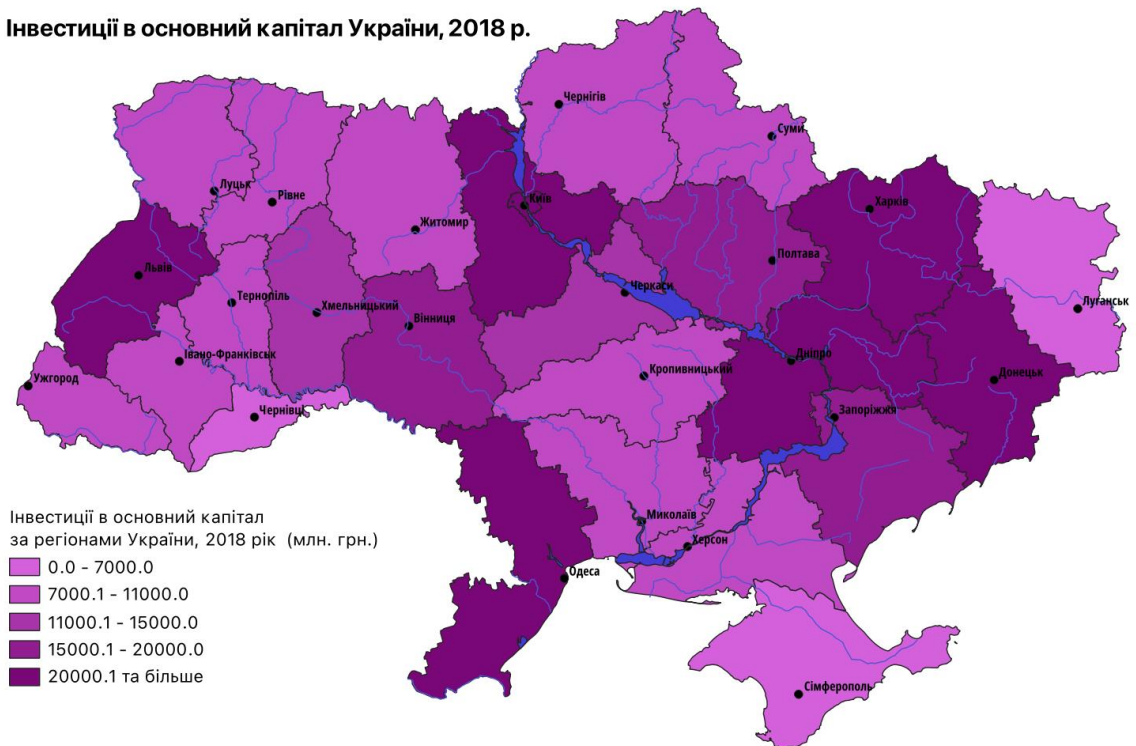 Інвестиції в основний капітал України, 2018 р.
Чернігів
Суми
Луцьк
Рівне
Київ
Харків
Житомир
Львів
Полтава
Тернопіль
Хмельницький
Черкаси
Луганськ
Вінниця
Івано-Франківськ
Дніпро
Ужгород
Кропивницький
Донецьк
Чернівці
Запоріжжя
Миколаїв
Херсон
Одеса
Сімферополь
Інвестиції в основний капітал
за регіонами України, 2018 рік (млн. грн.)
0.0 - 7000.0
7000.1 - 11000.0
11000.1 - 15000.0
15000.1 - 20000.0
20000.1 та більше